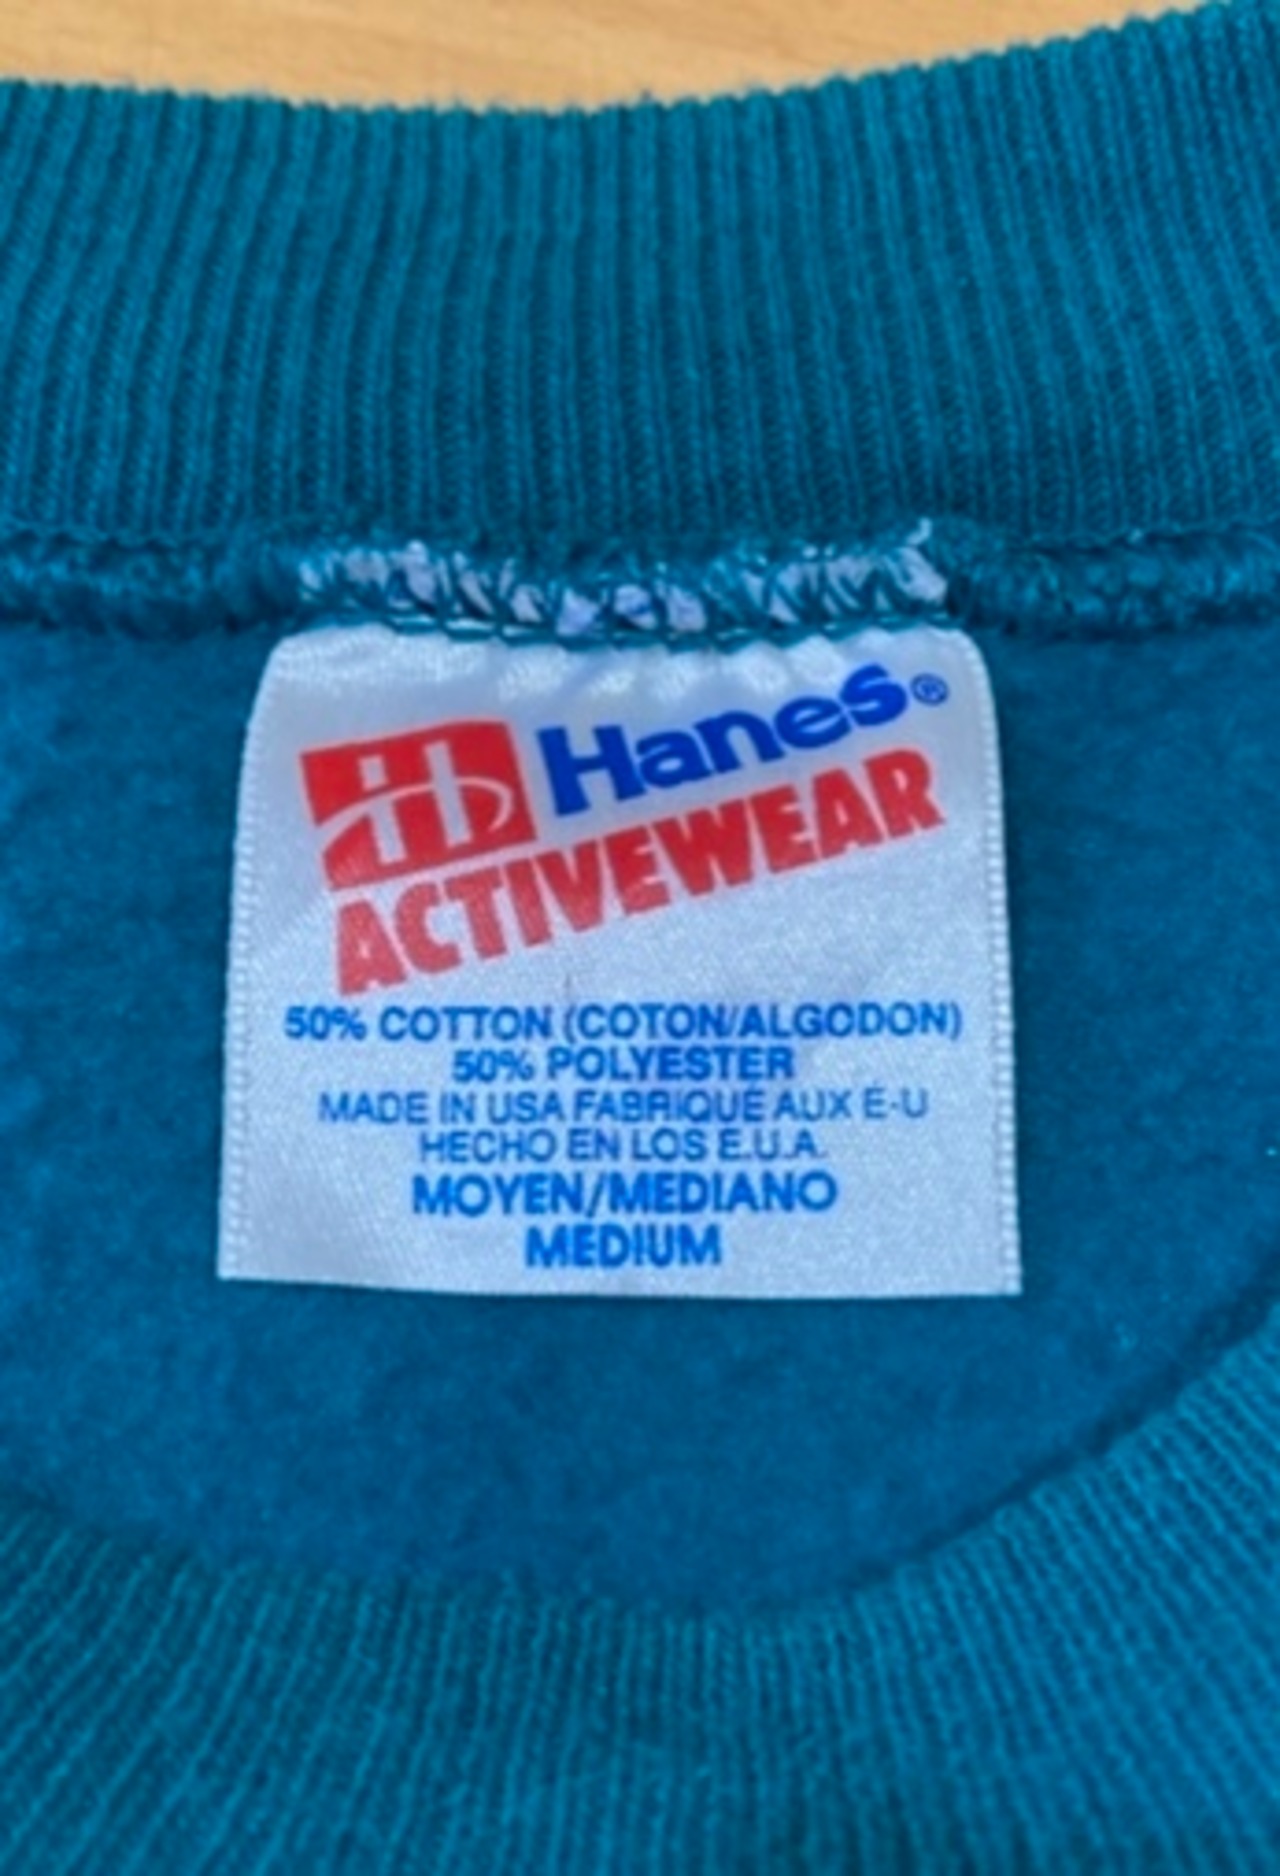 Hanes®
ACTIVEWEAR
50% COTTON (COTON/ALGODON)
50% POLYESTER
MADE IN USA FABRIQUÉ AUX É-U
HECHO EN LOS E.U.A.
MOYEN/MEDIANO
MEDIUM